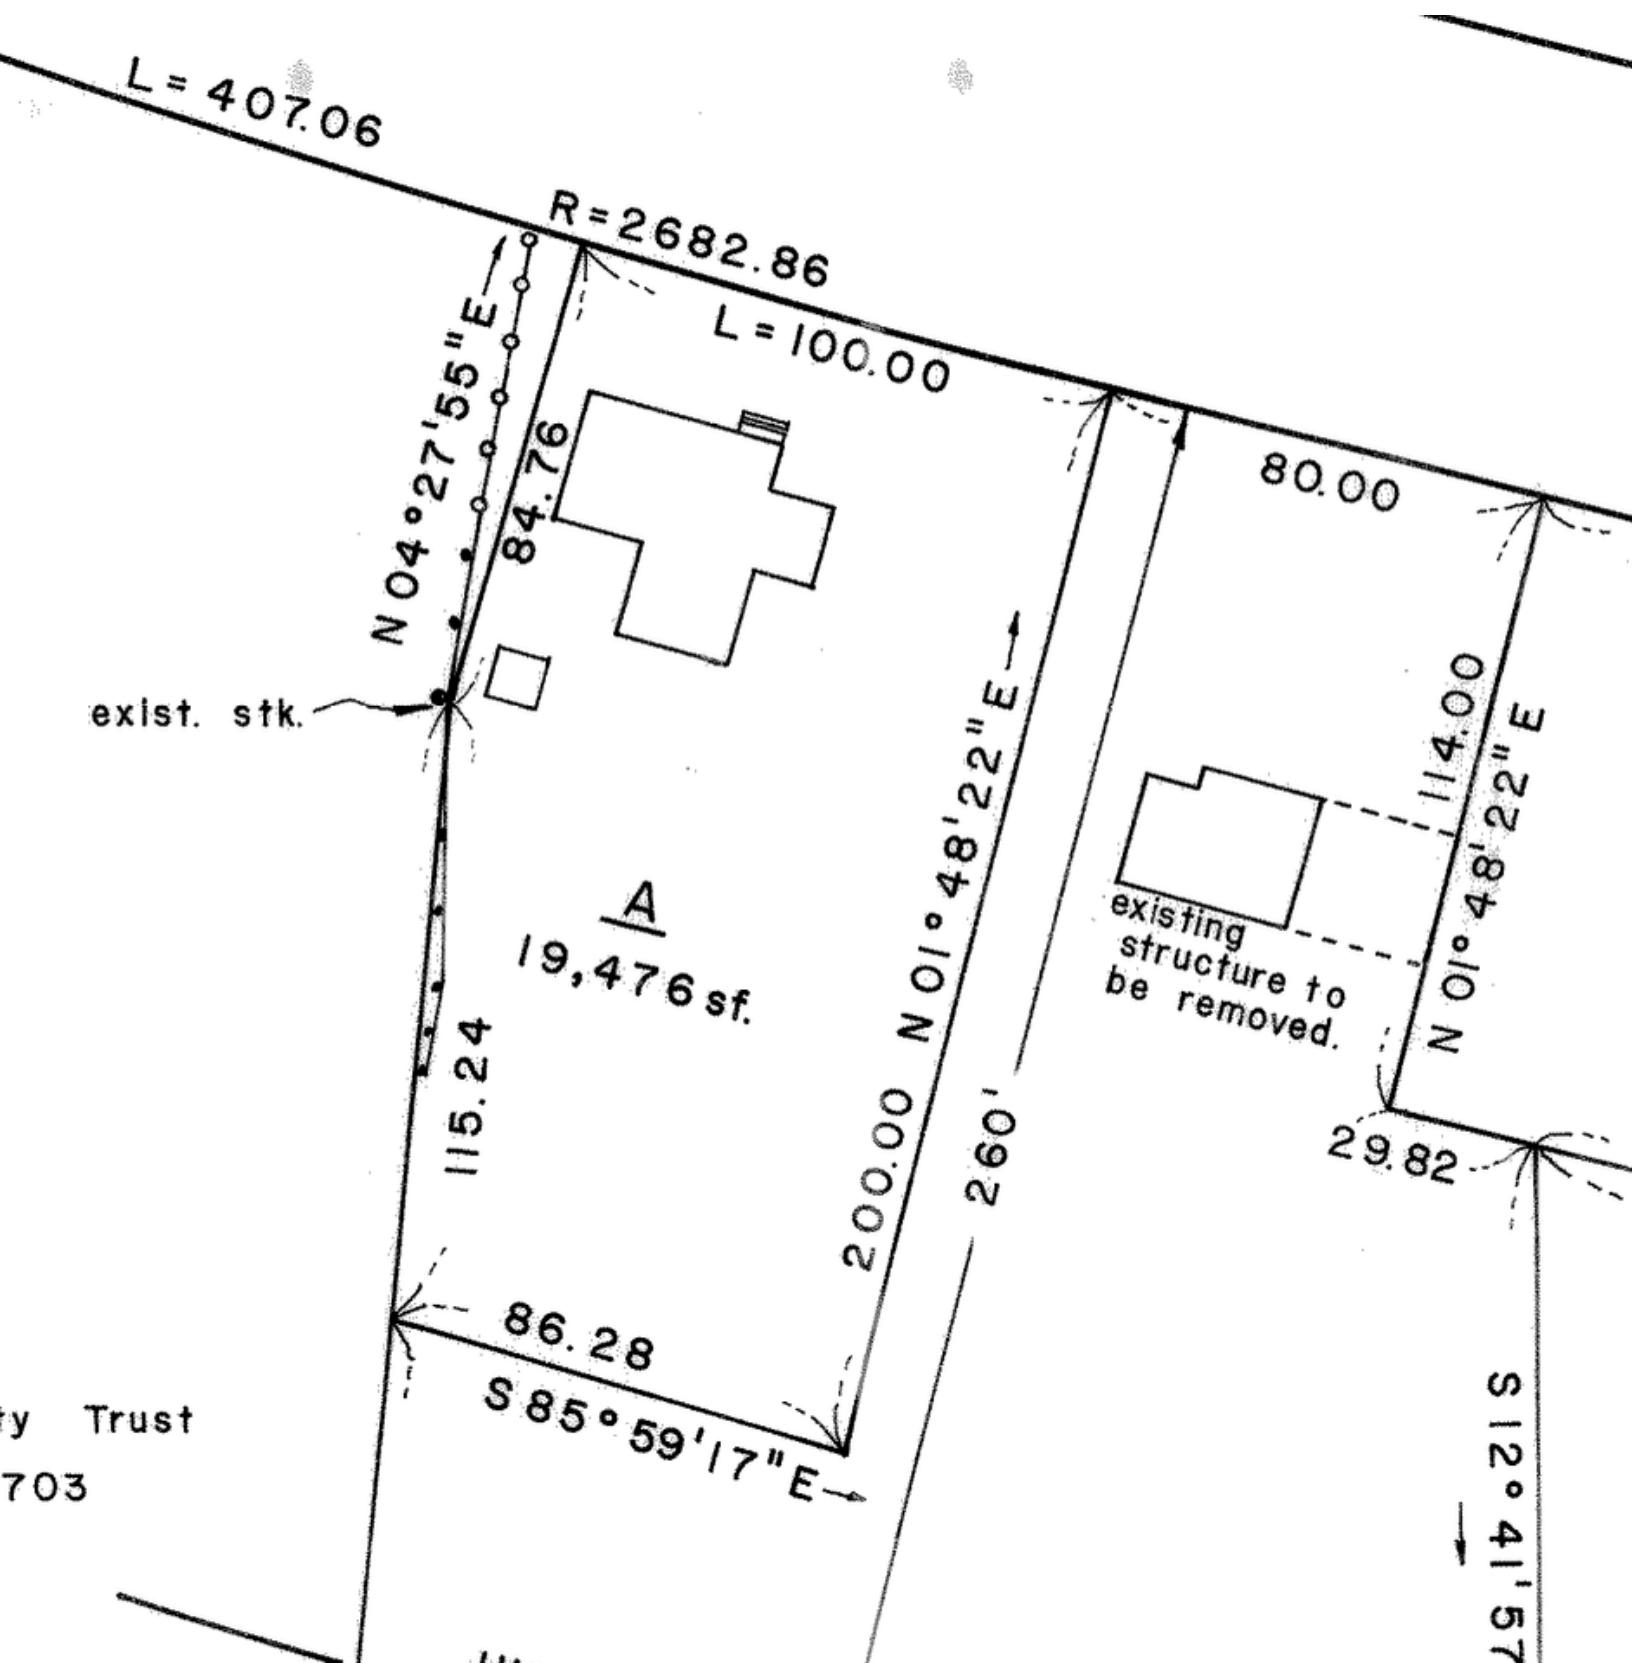 L = 407.06
R = 2682.86
L = 100.00
80.00
N 04° 27' 55" E
84.76
exist. stk.
N 01° 48' 22" E
200.00
260'
114.00
N 01° 48' 22" E
existing
structure to
be removed.
A
19,476 sf.
115.24
29.82
86.28
S 85° 59' 17" E
S 12° 41' 57
ty Trust
703